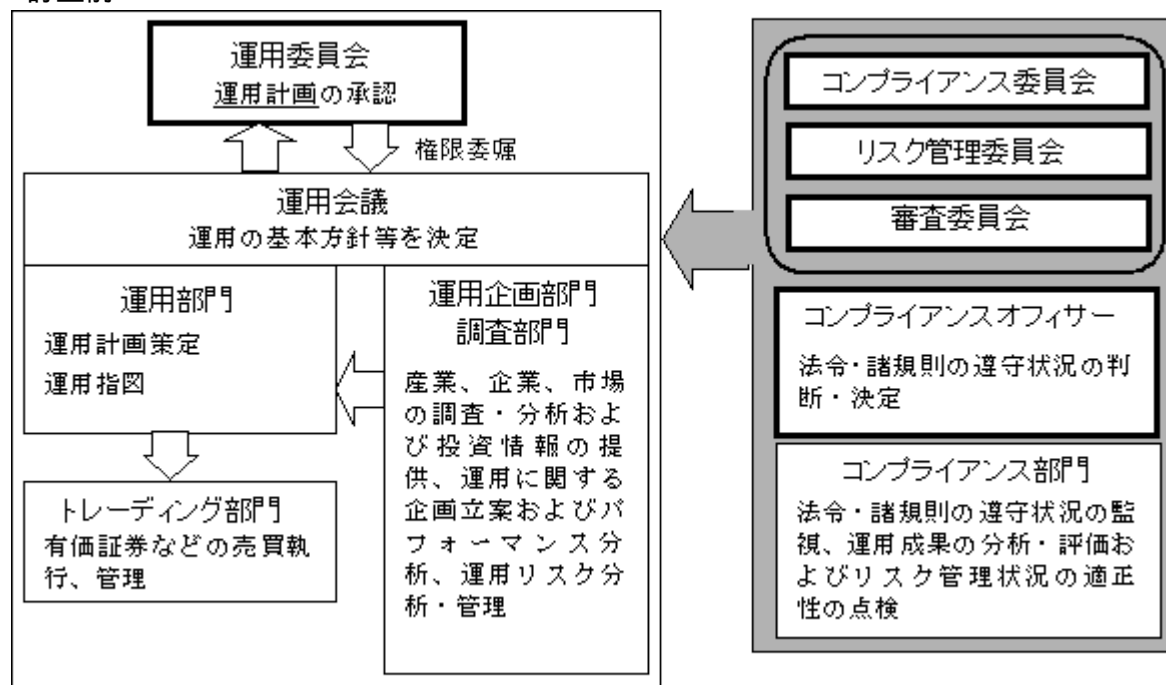 運用委員会
運用計画の承認
権限委嘱
運用会議
運用の基本方針等を決定
運用部門
運用計画策定
運用指図
運用企画部門
調査部門
産業、企業、市場
の調査・分析およ
び投資情報の提
供、運用に関する
企画立案およびパ
フォーマンス分
析、運用リスク分
析・管理
トレーディング部門
有価証券などの売買執
行、管理
コンプライアンス委員会
リスク管理委員会
審査委員会
コンプライアンスオフィサー
法令・諸規則の遵守状況の判
断・決定
コンプライアンス部門
法令・諸規則の遵守状況の監
視、運用成果の分析・評価お
よびリスク管理状況の適正
性の点検